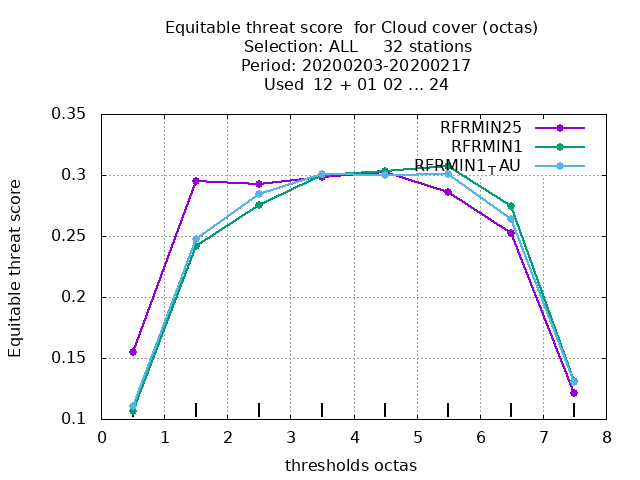 Equitable threat score  for Cloud cover (octas)
Selection: ALL     32 stations
Period: 20200203-20200217
Used  12 + 01 02 ... 24
Equitable threat score
0.35
0.3
0.25
0.2
0.15
0.1
RFRMIN25
RFRMIN1
RFRMIN1TAU
0 1 2 3 4 5 6 7 8
thresholds octas